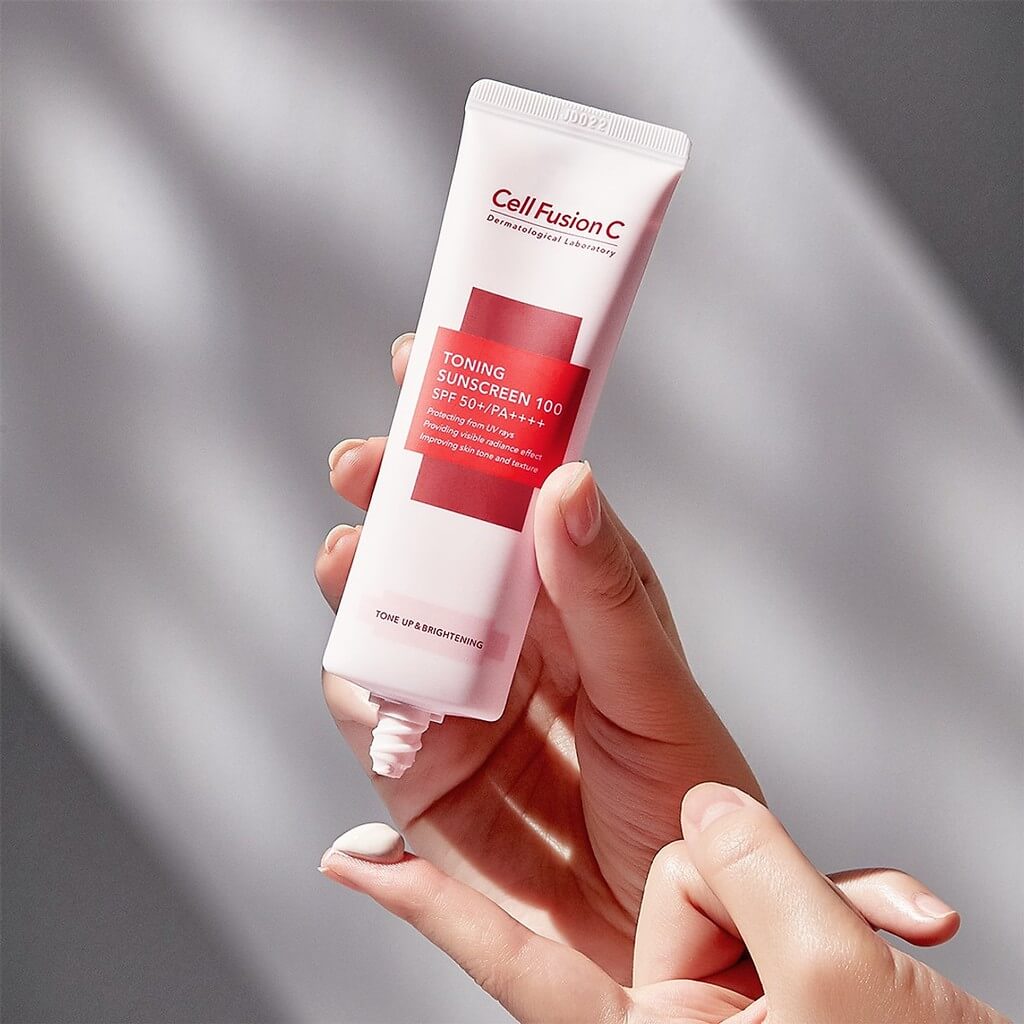 J0022
Cell Fusion C
Dermatological Laboratory
TONING
SUNSCREEN 100
SPF 50+/PA++++
Protecting from UV rays
Providing visible radiance effect
Improving skin tone and texture
TONE UP & BRIGHTENING